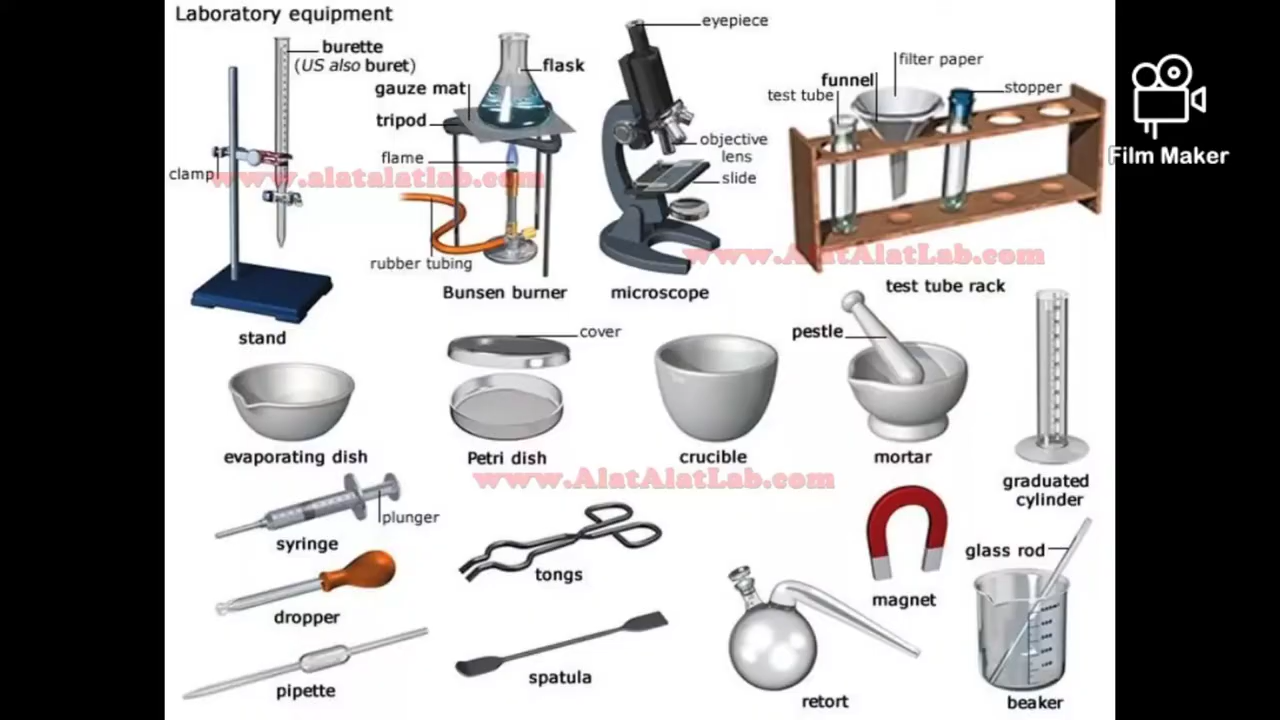 Laboratory equipment
burette
(US also buret)
clamp
stand
flask
gauze mat
tripod
flame
rubber tubing
Bunsen burner
eyepiece
objective
lens
slide
microscope
filter paper
funnel
test tube
stopper
test tube rack
Film Maker
www.alatalatlab.com
www.AlatAlatLab.com
evaporating dish
cover
Petri dish
crucible
pestle
mortar
graduated
cylinder
www.AlatAlatLab.com
plunger
syringe
dropper
pipette
tongs
spatula
magnet
retort
glass rod
beaker